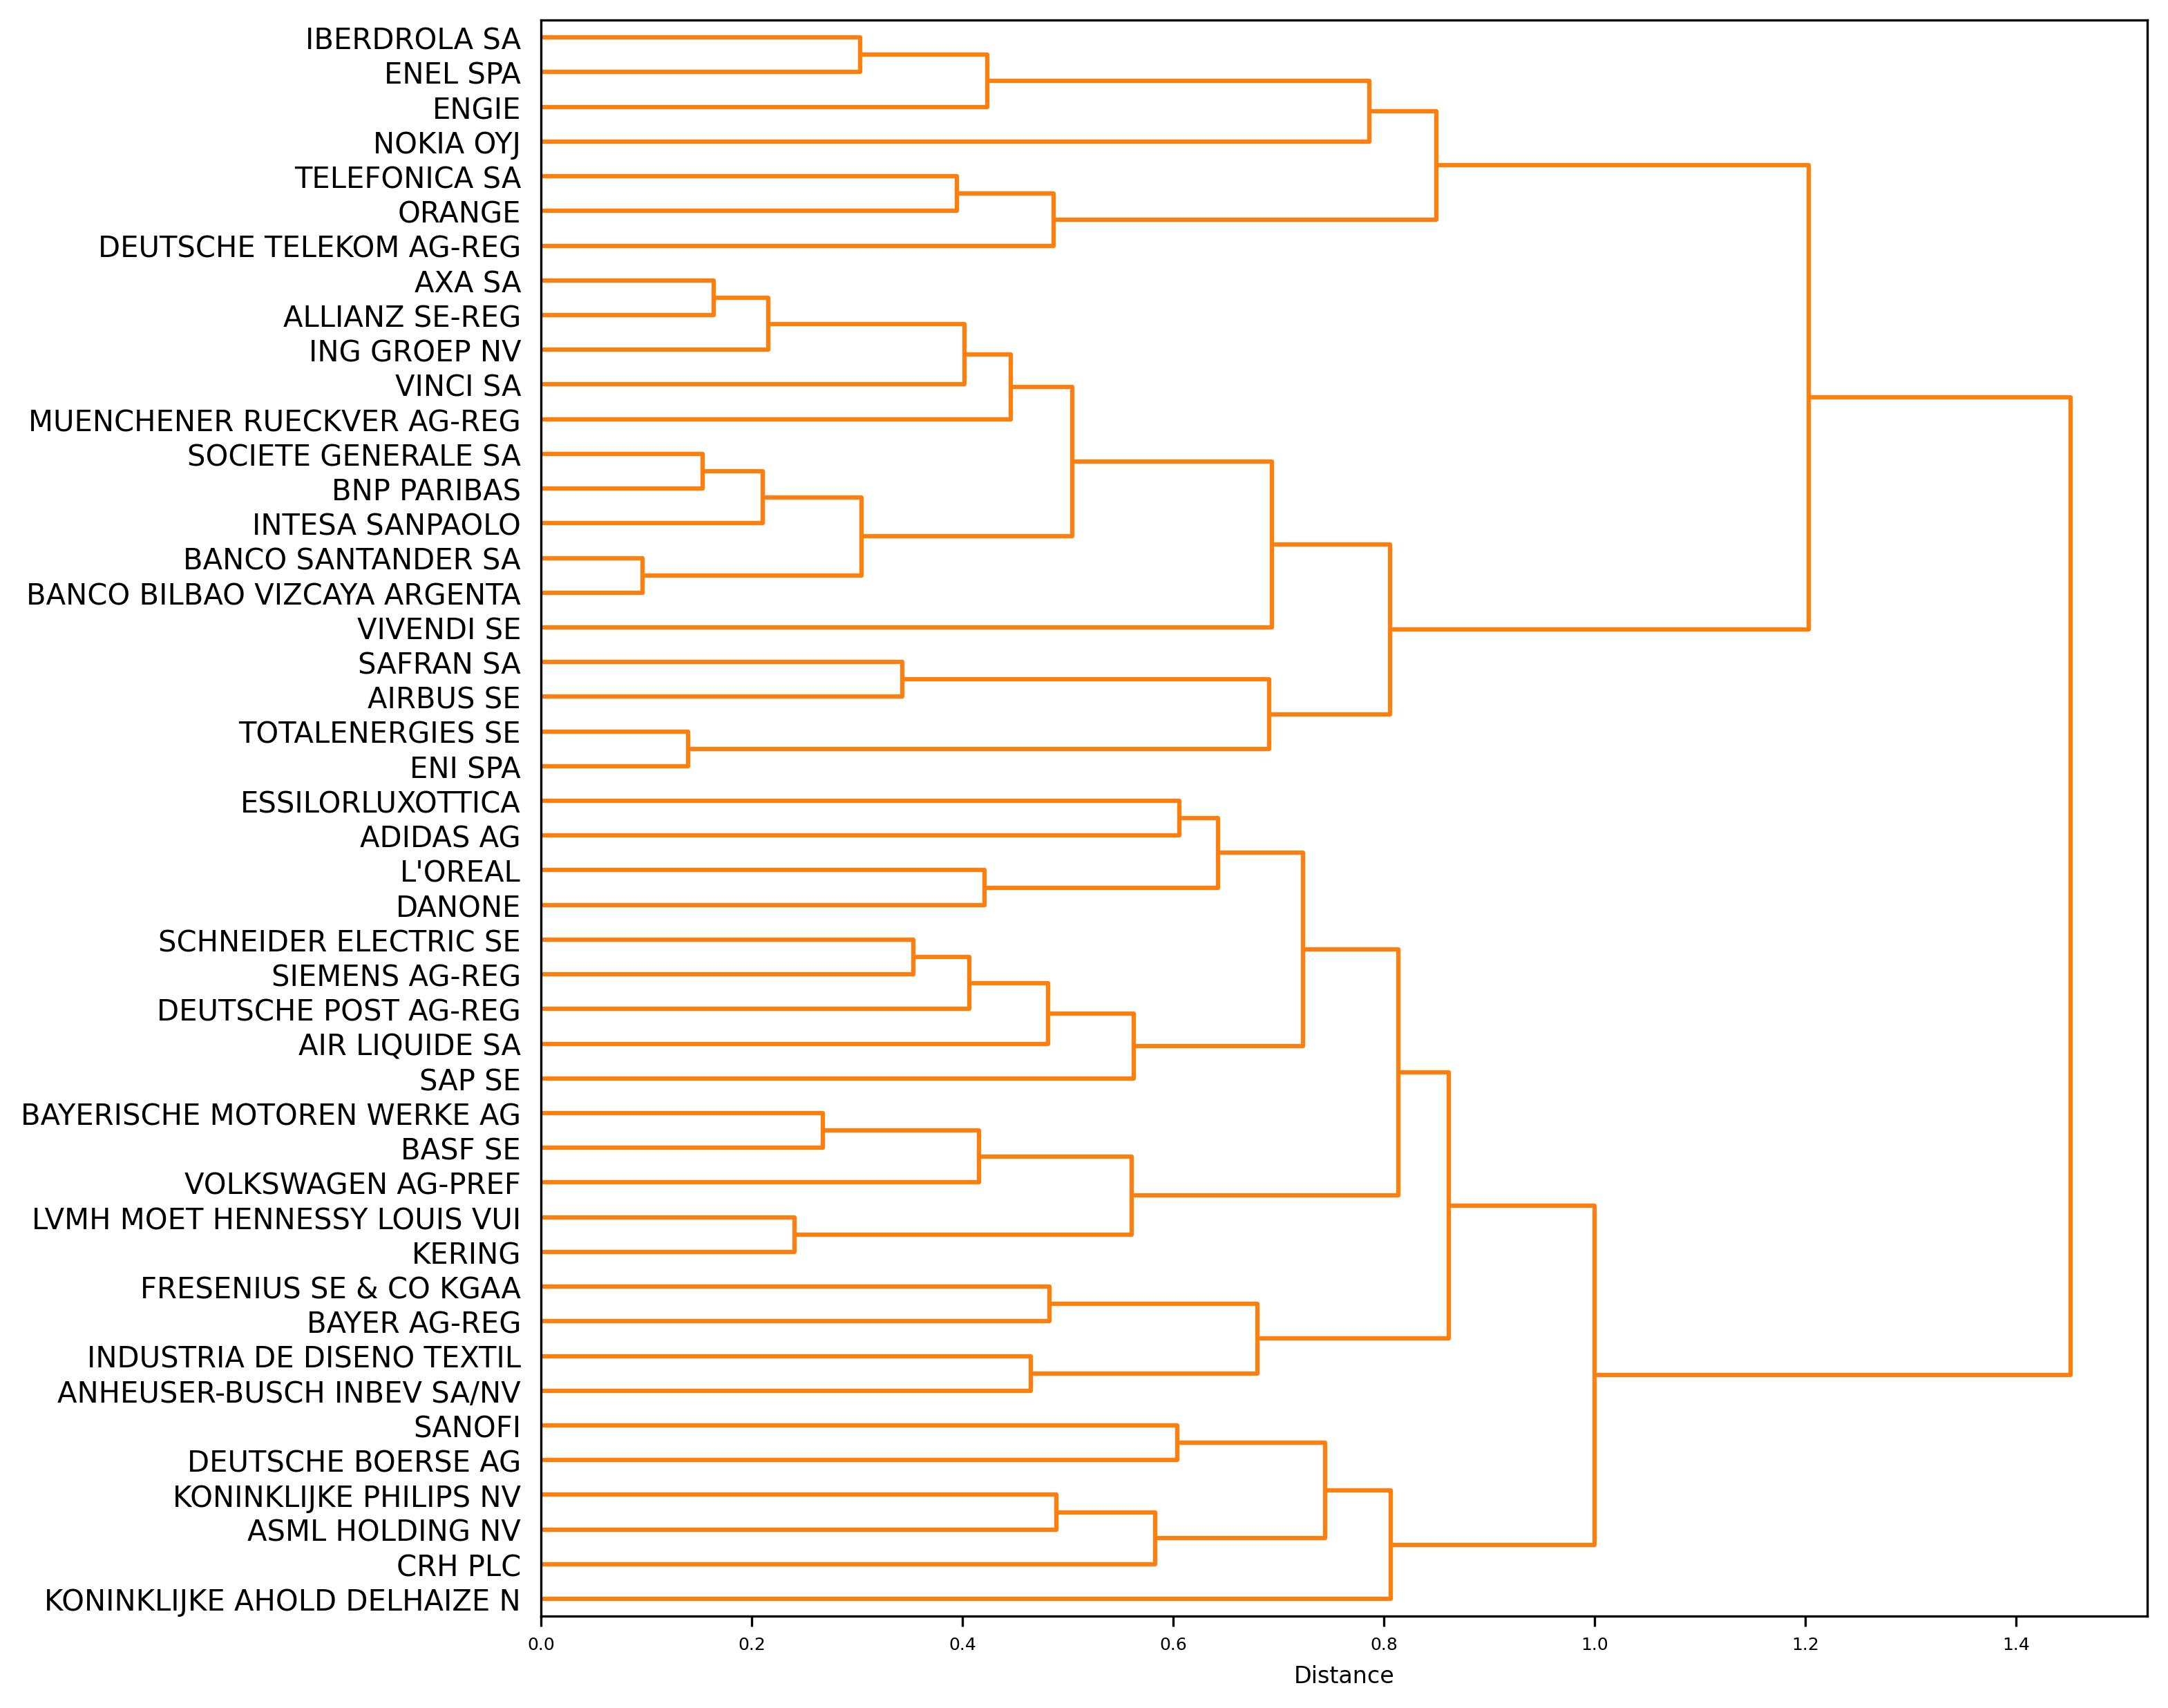 IBERDROLA SA
ENEL SPA
ENGIE
NOKIA OYJ
TELEFONICA SA
ORANGE
DEUTSCHE TELEKOM AG-REG
AXA SA
ALLIANZ SE-REG
ING GROEP NV
VINCI SA
MUENCHENER RUECKVER AG-REG
SOCIETE GENERALE SA
BNP PARIBAS
INTESA SANPAOLO
BANCO SANTANDER SA
BANCO BILBAO VIZCAYA ARGENTA
VIVENDI SE
SAFRAN SA
AIRBUS SE
TOTALENERGIES SE
ENI SPA
ESSILORLUXOTTICA
ADIDAS AG
L'OREAL
DANONE
SCHNEIDER ELECTRIC SE
SIEMENS AG-REG
DEUTSCHE POST AG-REG
AIR LIQUIDE SA
SAP SE
BAYERISCHE MOTOREN WERKE AG
BASF SE
VOLKSWAGEN AG-PREF
LVMH MOET HENNESSY LOUIS VUI
KERING
FRESENIUS SE & CO KGAA
BAYER AG-REG
INDUSTRIA DE DISENO TEXTIL
ANHEUSER-BUSCH INBEV SA/NV
SANOFI
DEUTSCHE BOERSE AG
KONINKLIJKE PHILIPS NV
ASML HOLDING NV
CRH PLC
KONINKLIJKE AHOLD DELHAIZE N
0.0 0.2 0.4 0.6 0.8 1.0 1.2 1.4
Distance